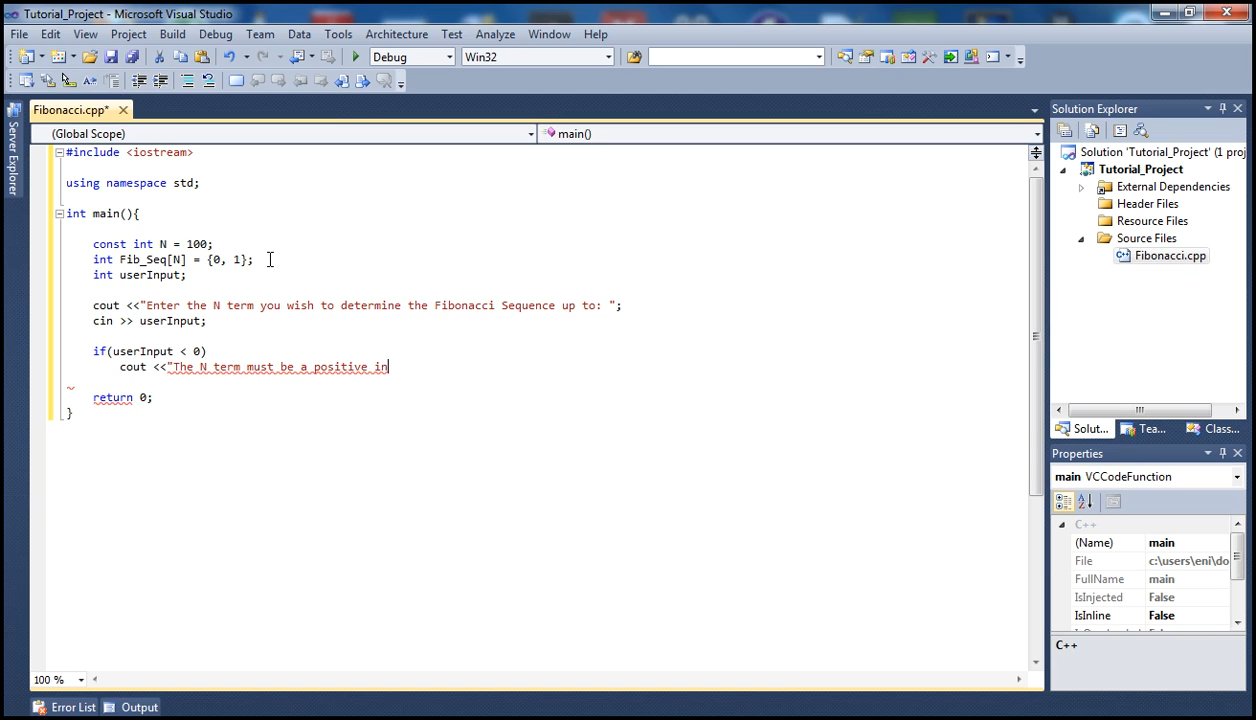 Tutorial_Project - Microsoft Visual Studio
File Edit View Project Build Debug Team Data Tools Architecture Test Analyze Window Help
Debug Win32
Server Explorer
Fibonacci.cpp*
(Global Scope) main()
#include <iostream>
using namespace std;
int main(){
const int N = 100;
int Fib_Seq[N] = {0, 1};
int userInput;
cout <<"Enter the N term you wish to determine the Fibonacci Sequence up to: ";
cin >> userInput;
if(userInput < 0)
cout <<"The N term must be a positive in
return 0;
}
100 %
Error List Output
Solution Explorer
Solution 'Tutorial_Project' (1 proj
Tutorial_Project
External Dependencies
Header Files
Resource Files
Source Files
Fibonacci.cpp
Solut... Tea... Class...
Properties
main VCCodeFunction
C++
(Name) main
File c:\users\eni\do
FullName main
IsInjected False
IsInline False
C++